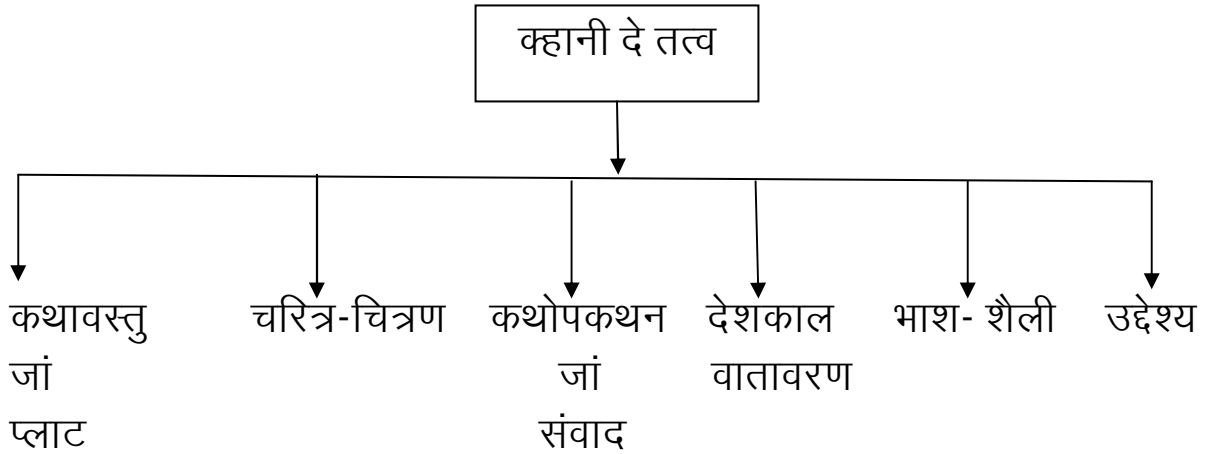 क्हानी दे तत्व
कथावस्तु चरित्र-चित्रण कथोपकथन देशकाल भाश- शैली उद्देश्य
जां जां वातावरण
प्लाट संवाद